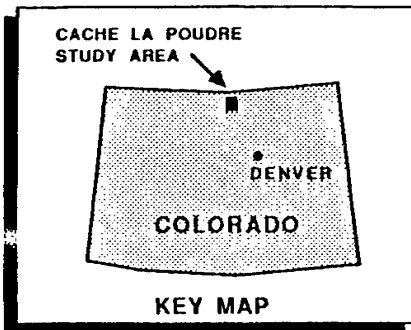 CACHE LA POUDRE
STUDY AREA
DENVER
COLORADO
KEY MAP